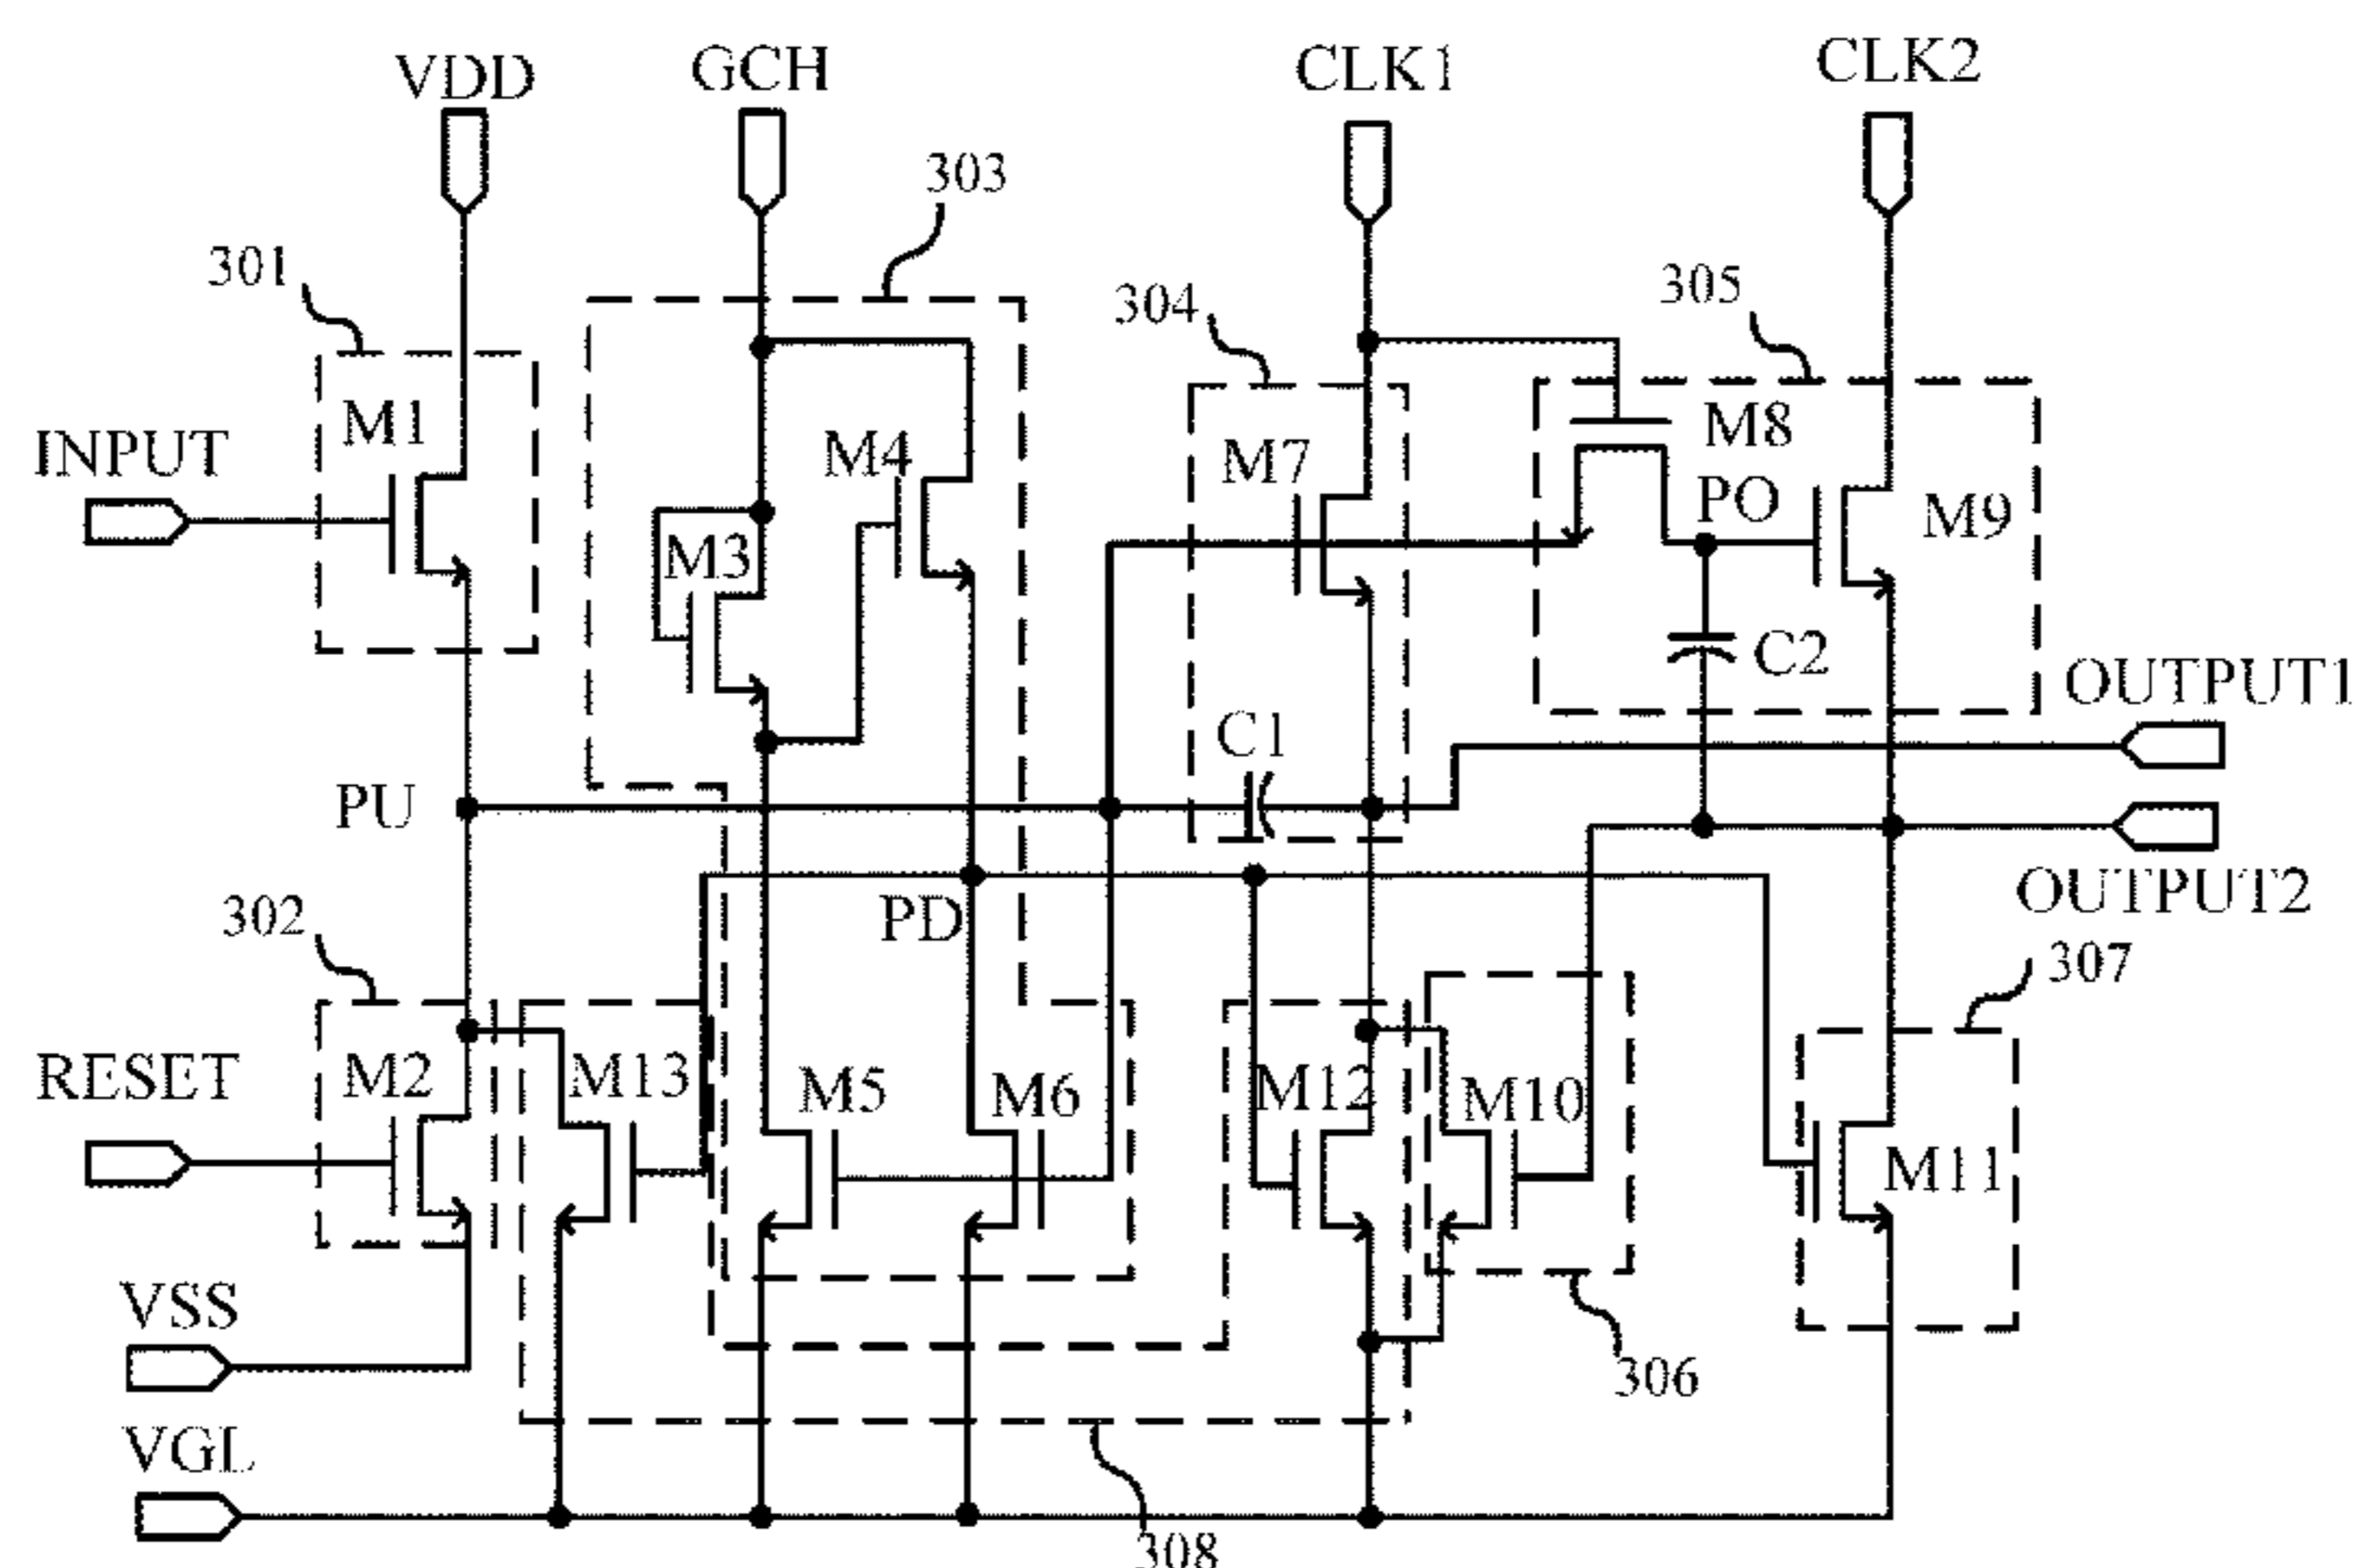 VDD
GCH
CLK1
CLK2
303
301
304
305
M1
M4
M7
M8
INPUT
PO
M9
M3
C2
OUTPUT1
C1
PU
PD
OUTPUT2
302
307
RESET
M2
M13
M5
M6
M12
M10
M11
VSS
306
VGL
308